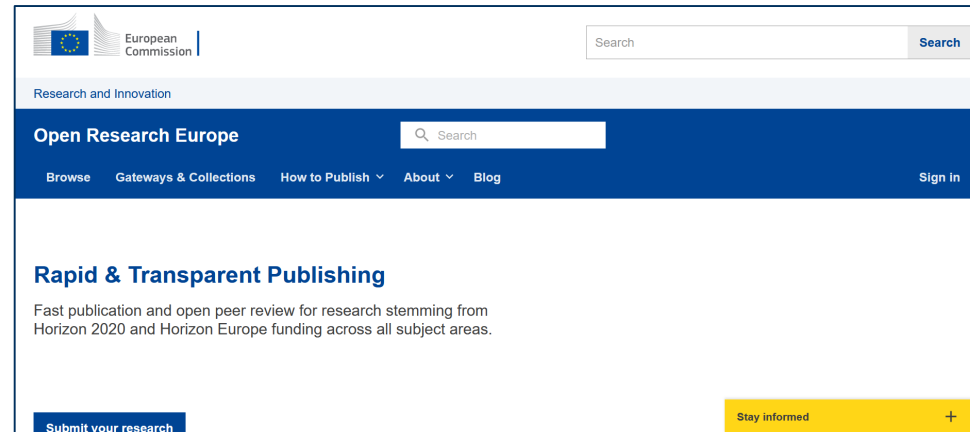 European
Commission
Search Search
Research and Innovation
Open Research Europe Search
Browse Gateways & Collections How to Publish About Blog Sign in
Rapid & Transparent Publishing
Fast publication and open peer review for research stemming from
Horizon 2020 and Horizon Europe funding across all subject areas.
Submit your research
Stay informed +